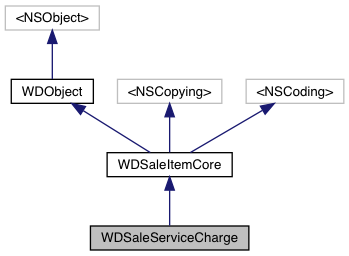 <NSObject>
WDObject
<NSCopying>
<NSCoding>
WDSaleItemCore
WDSaleServiceCharge